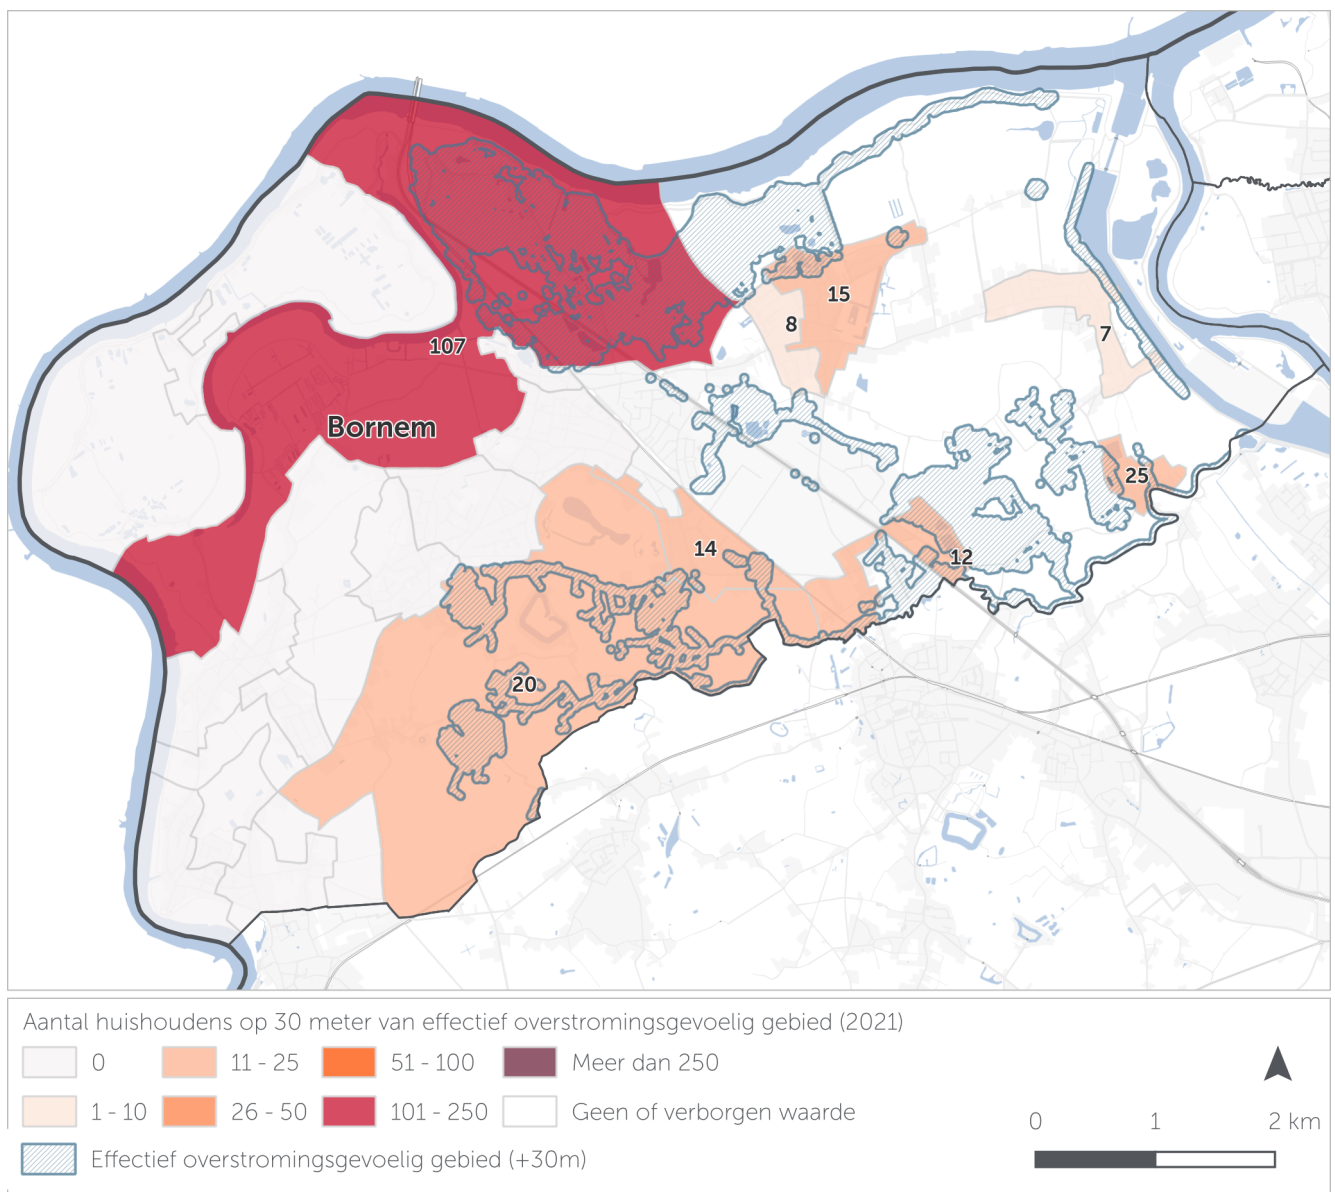 15
8
7
107
Bornem
25
14
12
20
Aantal huishoudens op 30 meter van effectief overstromingsgevoelig gebied (2021)
0 11 - 25 51 - 100 Meer dan 250
1 - 10 26 - 50 101 - 250 Geen of verborgen waarde
Effectief overstromingsgevoelig gebied (+30m)
0 1 2 km